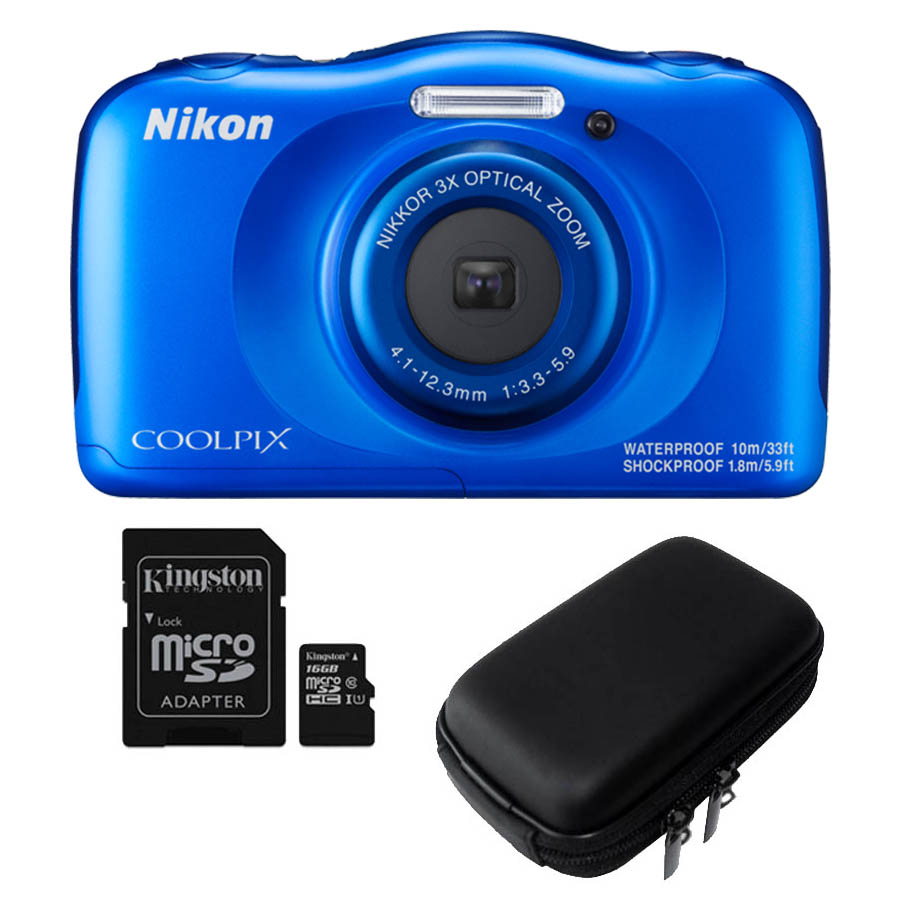 Nikon
NIKKOR 3X OPTICAL ZOOM
4.1-12.3mm 1:3.3-5.9
COOLPIX
WATERPROOF 10m/33ft
SHOCKPROOF 1.8m/5.9ft
Kingston
TECHNOLOGY
Lock
micro
SD
ADAPTER
Kingston
16GB
micro
SD
HC I U1